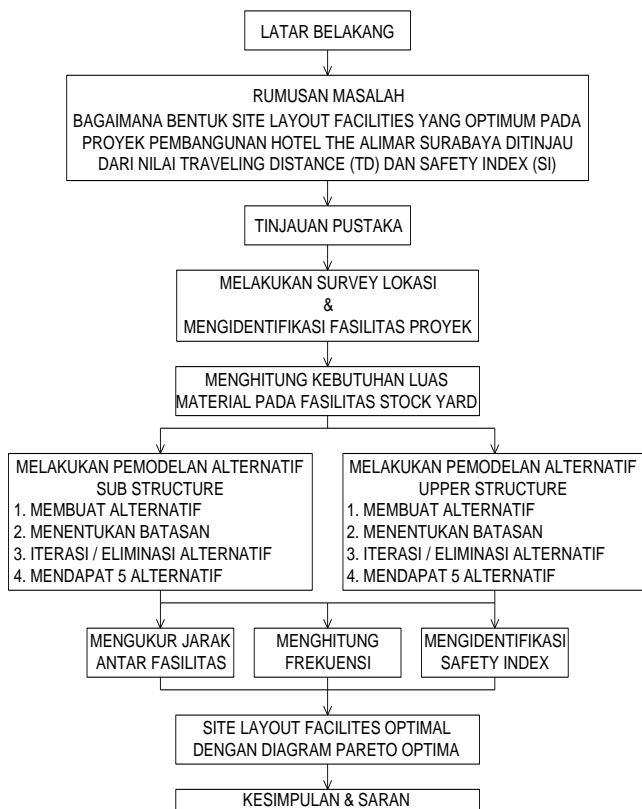 LATAR BELAKANG
RUMUSAN MASALAH
BAGAIMANA BENTUK SITE LAYOUT FACILITIES YANG OPTIMUM PADA
PROYEK PEMBANGUNAN HOTEL THE ALIMAR SURABAYA DITINJAU
DARI NILAI TRAVELING DISTANCE (TD) DAN SAFETY INDEX (SI)
TINJAUAN PUSTAKA
MELAKUKAN SURVEY LOKASI
&
MENGIDENTIFIKASI FASILITAS PROYEK
MENGHITUNG KEBUTUHAN LUAS
MATERIAL PADA FASILITAS STOCK YARD
MELAKUKAN PEMODELAN ALTERNATIF
SUB STRUCTURE
1. MEMBUAT ALTERNATIF
2. MENENTUKAN BATASAN
3. ITERASI / ELIMINASI ALTERNATIF
4. MENDAPAT 5 ALTERNATIF
MELAKUKAN PEMODELAN ALTERNATIF
UPPER STRUCTURE
1. MEMBUAT ALTERNATIF
2. MENENTUKAN BATASAN
3. ITERASI / ELIMINASI ALTERNATIF
4. MENDAPAT 5 ALTERNATIF
MENGUKUR JARAK
ANTAR FASILITAS
MENGHITUNG
FREKUENSI
MENGIDENTIFIKASI
SAFETY INDEX
SITE LAYOUT FACILITES OPTIMAL
DENGAN DIAGRAM PARETO OPTIMA
KESIMPULAN & SARAN